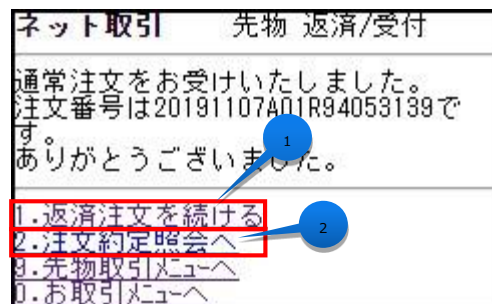 ネット取引 先物 返済/受付
通常注文をお受けいたしました。
注文番号は20191107A01R94053139で
す。
ありがとうございました。
1
1.返済注文を続ける
2
2.注文約定照会へ
9.先物取引メニューへ
0.お取引メニューへ